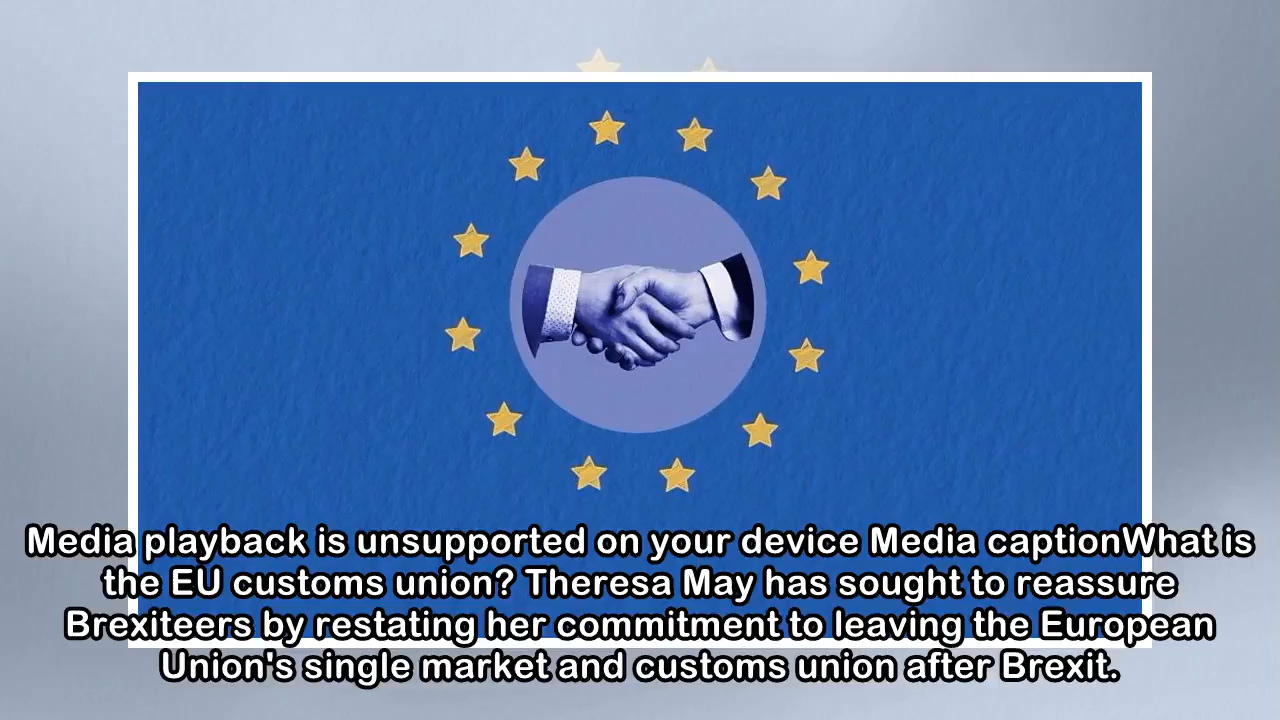 Media playback is unsupported on your device Media captionWhat is
the EU customs union? Theresa May has sought to reassure
Brexiteers by restating her commitment to leaving the European
Union's single market and customs union after Brexit.